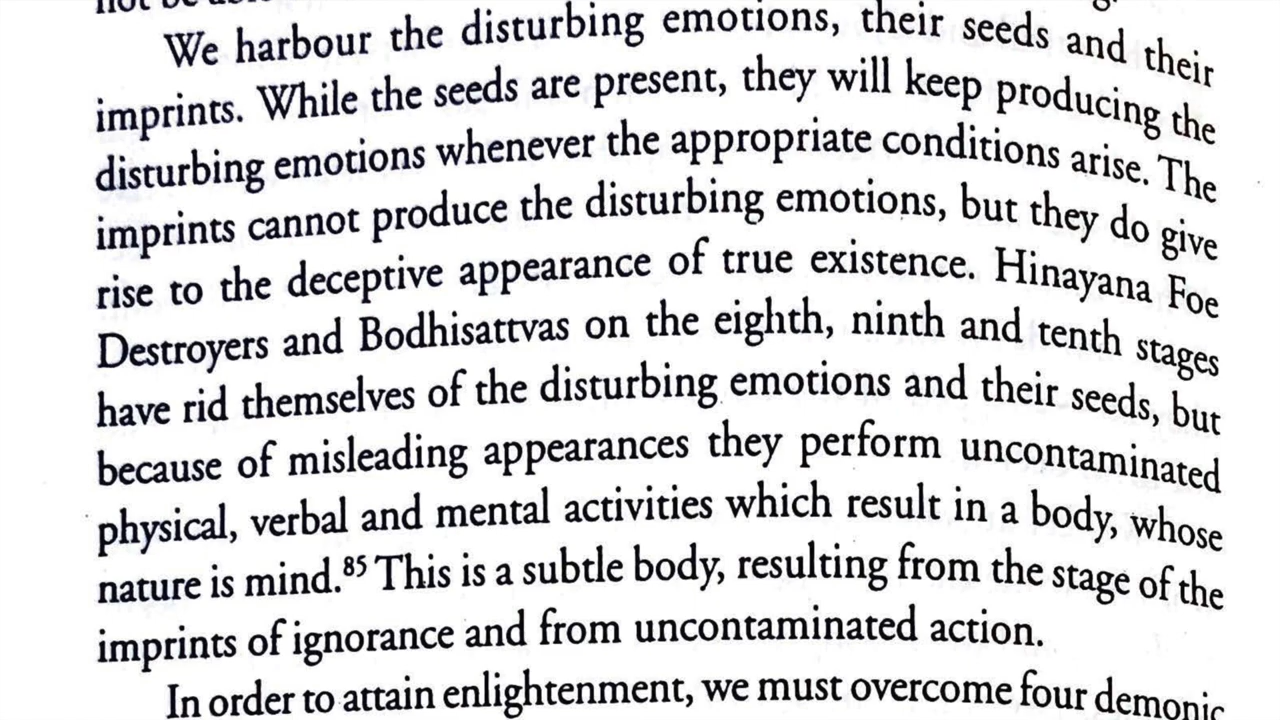 We harbour the disturbing emotions, their seeds and their
imprints. While the seeds are present, they will keep producing the
disturbing emotions whenever the appropriate conditions arise. The
imprints cannot produce the disturbing emotions, but they do give
rise to the deceptive appearance of true existence. Hinayana Foe
Destroyers and Bodhisattvas on the eighth, ninth and tenth stages
have rid themselves of the disturbing emotions and their seeds, but
because of misleading appearances they perform uncontaminated
physical, verbal and mental activities which result in a body, whose
nature is mind.⁸⁵ This is a subtle body, resulting from the stage of the
imprints of ignorance and from uncontaminated action.
In order to attain enlightenment, we must overcome four demonic